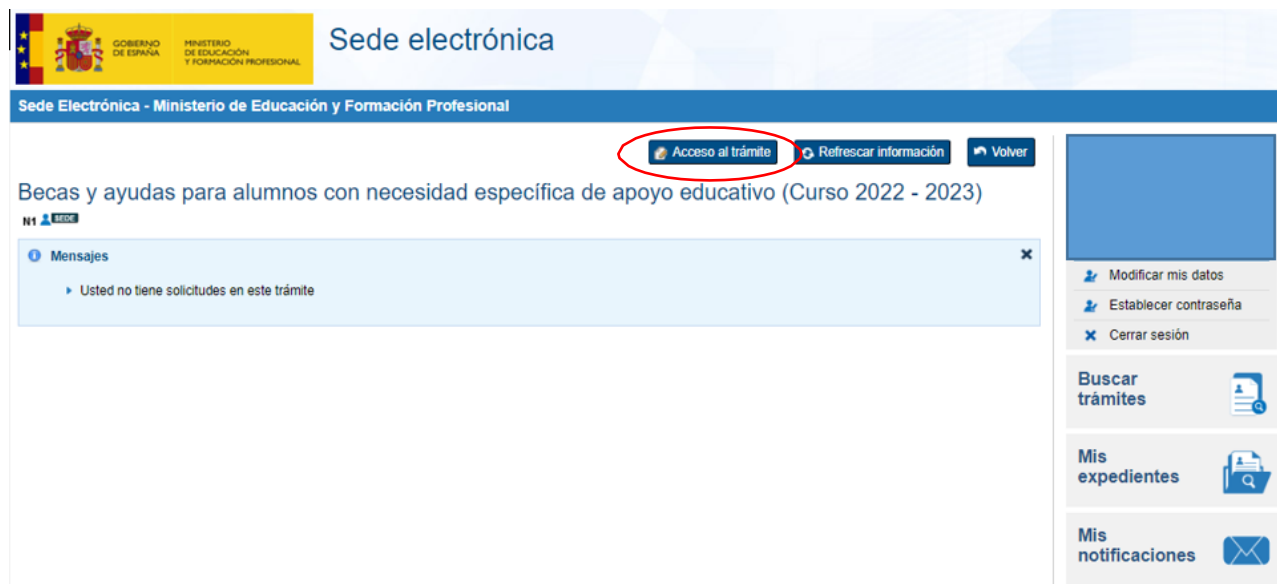 GOBIERNO
DE ESPAÑA
MINISTERIO
DE EDUCACIÓN
Y FORMACIÓN PROFESIONAL
Sede electrónica
Sede Electrónica - Ministerio de Educación y Formación Profesional
Acceso al trámite
Refrescar información
Volver
Becas y ayudas para alumnos con necesidad específica de apoyo educativo (Curso 2022 - 2023)
N1 SEDE
Mensajes
Usted no tiene solicitudes en este trámite
Modificar mis datos
Establecer contraseña
Cerrar sesión
Buscar
trámites
Mis
expedientes
Mis
notificaciones